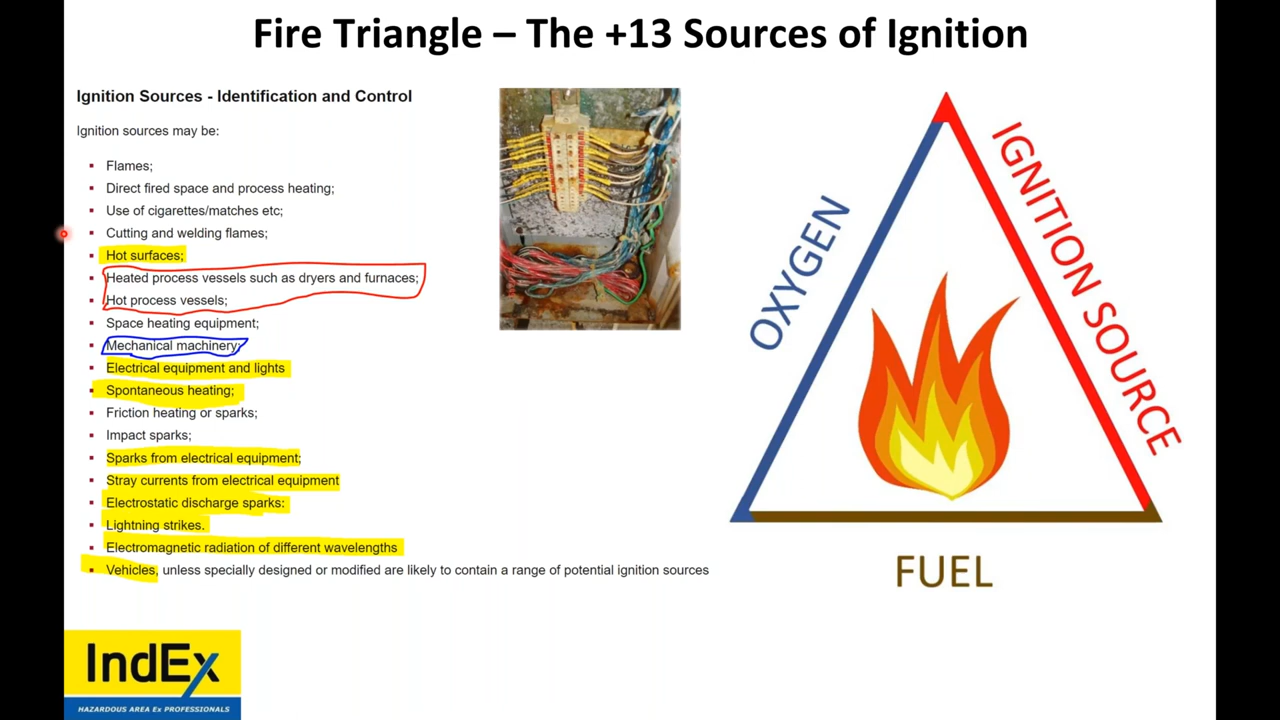 Fire Triangle – The +13 Sources of Ignition
Ignition Sources - Identification and Control
Ignition sources may be:
Flames;
Direct fired space and process heating;
Use of cigarettes/matches etc;
Cutting and welding flames;
Hot surfaces;
Heated process vessels such as dryers and furnaces;
Hot process vessels;
Space heating equipment;
Mechanical machinery;
Electrical equipment and lights
Spontaneous heating;
Friction heating or sparks;
Impact sparks;
Sparks from electrical equipment;
Stray currents from electrical equipment
Electrostatic discharge sparks:
Lightning strikes.
Electromagnetic radiation of different wavelengths
Vehicles, unless specially designed or modified are likely to contain a range of potential ignition sources
OXYGEN
IGNITION SOURCE
FUEL
IndEx
HAZARDOUS AREA Ex PROFESSIONALS